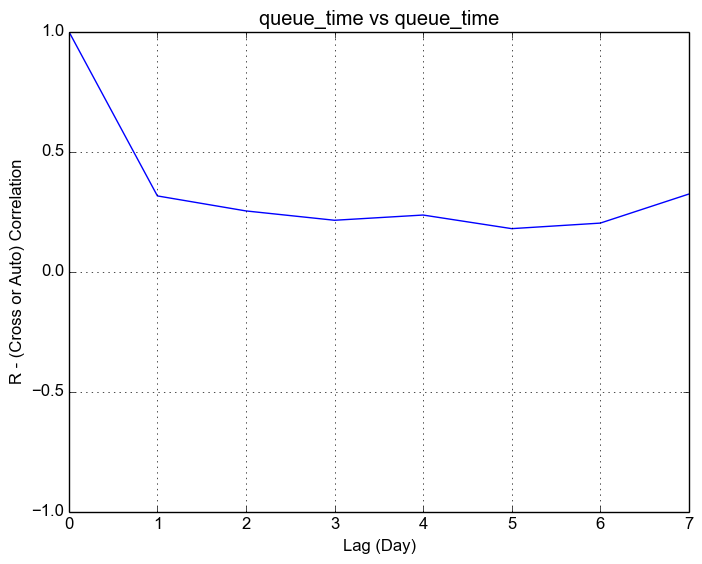 queue_time vs queue_time
R - (Cross or Auto) Correlation
1.0
0.5
0.0
−0.5
−1.0
0 1 2 3 4 5 6 7
Lag (Day)